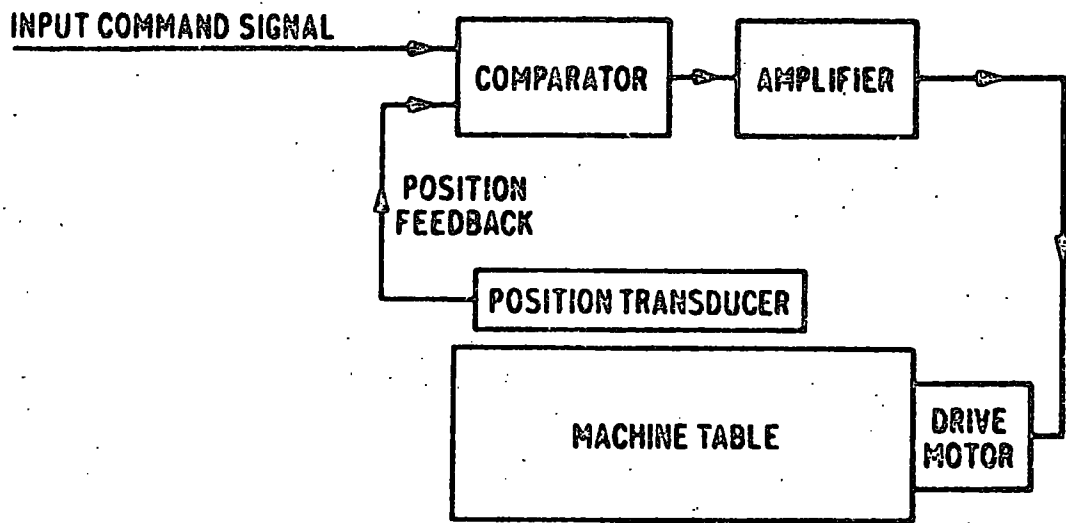 INPUT COMMAND SIGNAL
COMPARATOR
AMPLIFIER
POSITION
FEEDBACK
POSITION TRANSDUCER
MACHINE TABLE
DRIVE
MOTOR